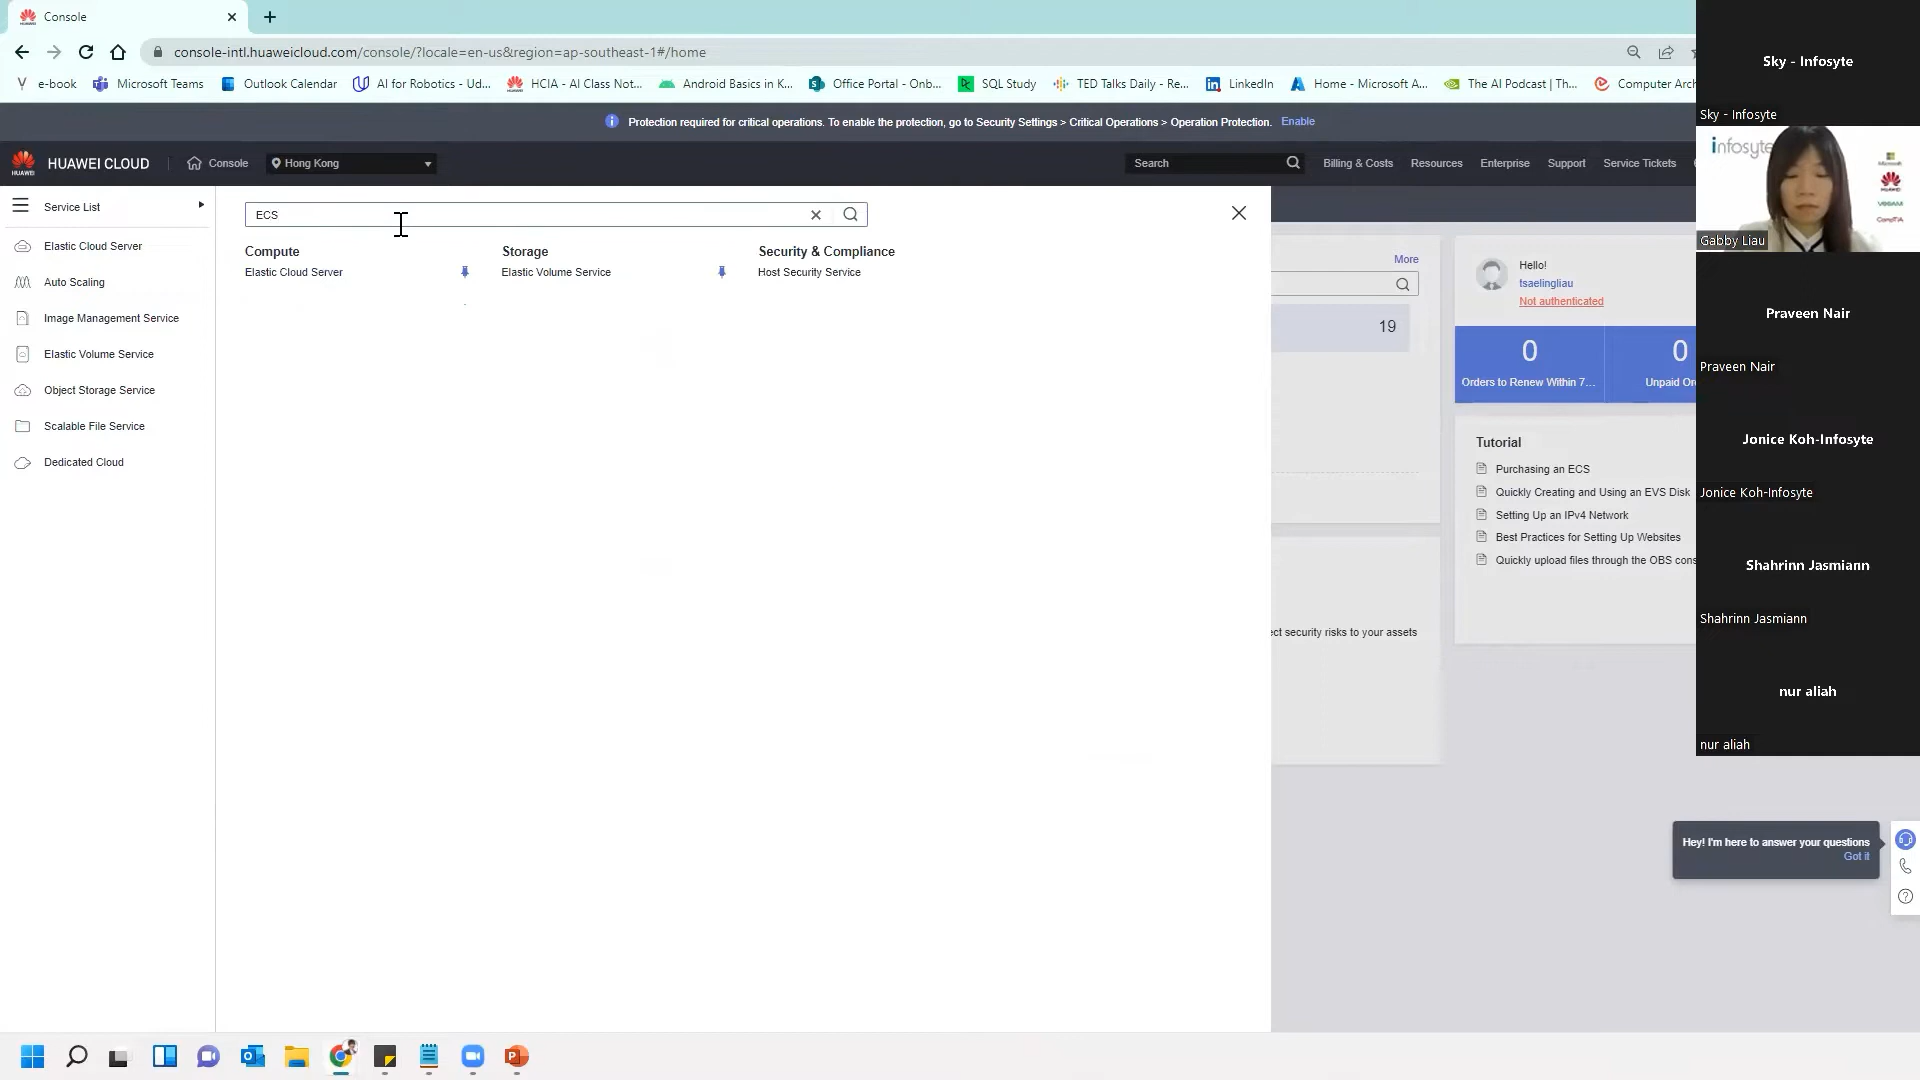 Console
console-intl.huaweicloud.com/console/?locale=en-us&region=ap-southeast-1#/home
e-book
Microsoft Teams
Outlook Calendar
AI for Robotics - Ud...
HCIA - AI Class Not...
Android Basics in K...
Office Portal - Onb...
SQL Study
TED Talks Daily - Re...
LinkedIn
Home - Microsoft A...
The AI Podcast | Th...
Computer Arch
Protection required for critical operations. To enable the protection, go to Security Settings > Critical Operations > Operation Protection. Enable
HUAWEI
HUAWEI CLOUD
Console
Hong Kong
Search
Billing & Costs
Resources
Enterprise
Support
Service Tickets
Service List
Elastic Cloud Server
Auto Scaling
Image Management Service
Elastic Volume Service
Object Storage Service
Scalable File Service
Dedicated Cloud
ECS
Compute
Elastic Cloud Server
Storage
Elastic Volume Service
Security & Compliance
Host Security Service
More
19
ect security risks to your assets
Hello!
tsaelingliau
Not authenticated
0
Orders to Renew Within 7...
0
Unpaid Or
Tutorial
Purchasing an ECS
Quickly Creating and Using an EVS Disk
Setting Up an IPv4 Network
Best Practices for Setting Up Websites
Quickly upload files through the OBS cons
Hey! I'm here to answer your questions
Got it
Sky - Infosyte
Sky - Infosyte
infosyte
Microsoft
HUAWEI
VEEAM
CompTIA
Gabby Liau
Praveen Nair
Praveen Nair
Jonice Koh-Infosyte
Jonice Koh-Infosyte
Shahrinn Jasmiann
Shahrinn Jasmiann
nur aliah
nur aliah